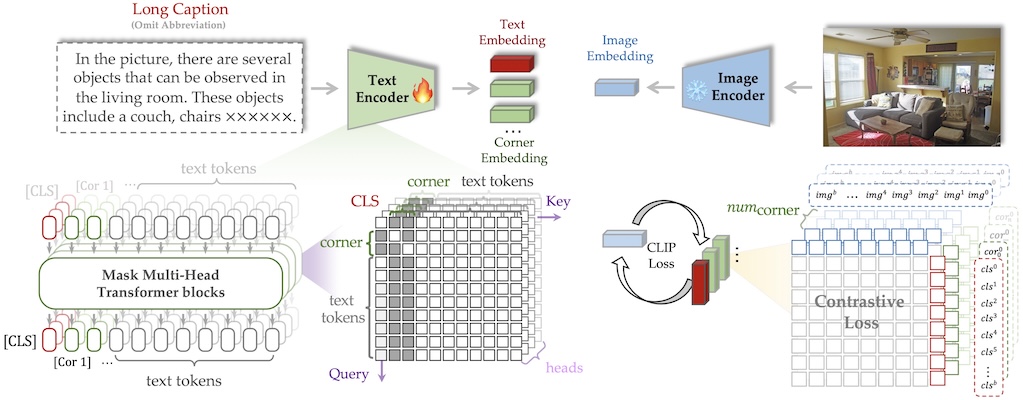 Long Caption
(Omit Abbreviation)
In the picture, there are several
objects that can be observed in
the living room. These objects
include a couch, chairs ××××××.
Text
Encoder
Text
Embedding
...
Corner
Embedding
Image
Embedding
Image
Encoder
[CLS]
[Cor 1]
...
text tokens
Mask Multi-Head
Transformer blocks
[CLS]
[Cor 1]
...
text tokens
corner
text tokens
CLS
Key
corner
text
tokens
Query
heads
CLIP
Loss
...
num corner
img^b ... img^4 img^3 img^2 img^1 img^0
Contrastive
Loss
cls^0
cls^1
cls^2
cls^3
cls^4
cls^5
...
cls^b